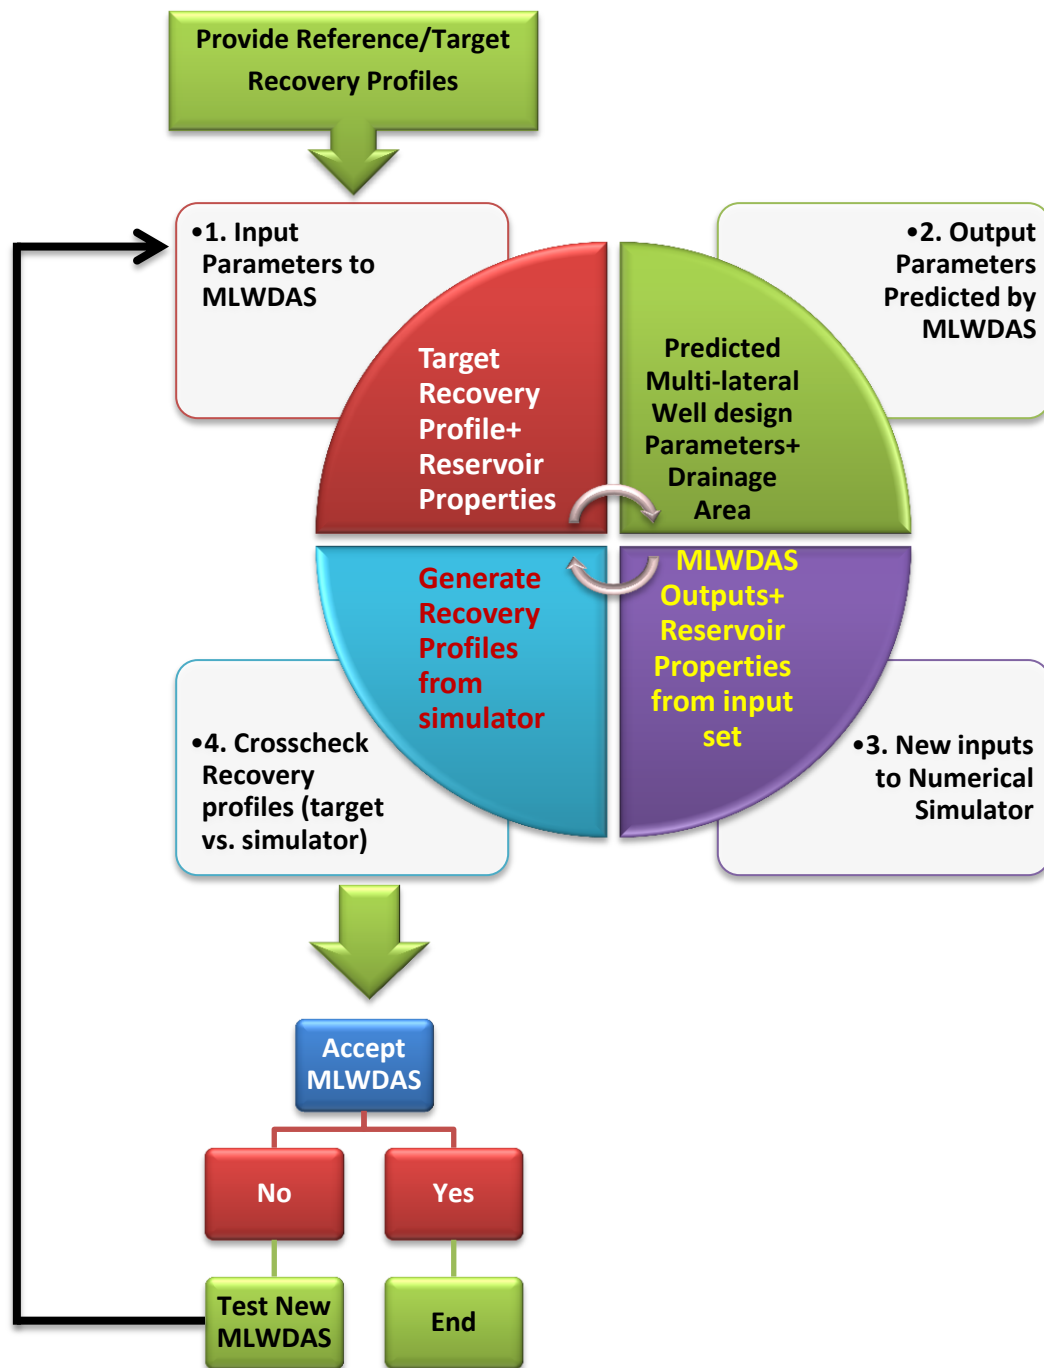 Provide Reference/Target
Recovery Profiles
•1. Input
Parameters to
MLWDAS
•2. Output
Parameters
Predicted by
MLWDAS
Target
Recovery
Profile+
Reservoir
Properties
Predicted
Multi-lateral
Well design
Parameters+
Drainage
Area
Generate
Recovery
Profiles
from
simulator
MLWDAS
Outputs+
Reservoir
Properties
from input
set
•4. Crosscheck
Recovery
profiles (target
vs. simulator)
•3. New inputs
to Numerical
Simulator
Accept
MLWDAS
No
Yes
Test New
MLWDAS
End